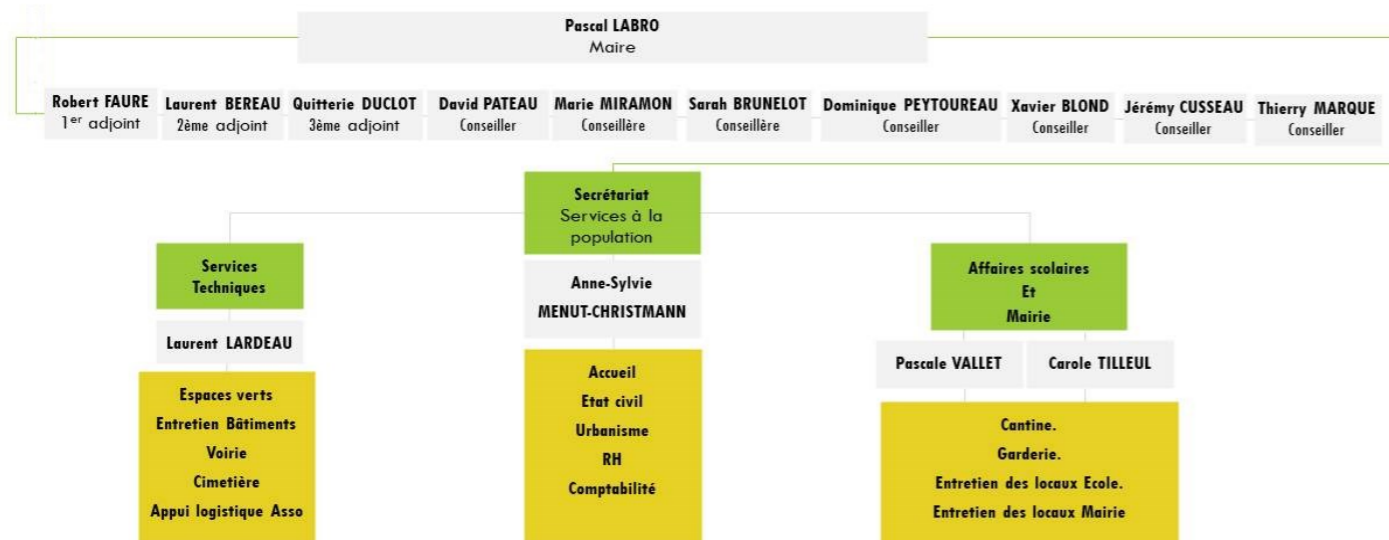 Pascal LABRO
Maire
Robert FAURE
1er adjoint
Laurent BEREAU
2ème adjoint
Quitterie DUCLOT
3ème adjoint
David PATEAU
Conseiller
Marie MIRAMON
Conseillère
Sarah BRUNELOT
Conseillère
Dominique PEYTOUREAU
Conseiller
Xavier BLOND
Conseiller
Jérémy CUSSEAU
Conseiller
Thierry MARQUE
Conseiller
Secrétariat
Services à la
population
Anne-Sylvie
MENUT-CHRISTMANN
Accueil
Etat civil
Urbanisme
RH
Comptabilité
Services
Techniques
Laurent LARDEAU
Espaces verts
Entretien Bâtiments
Voirie
Cimetière
Appui logistique Asso
Affaires scolaires
Et
Mairie
Pascale VALLET
Carole TILLEUL
Cantine.
Garderie.
Entretien des locaux Ecole.
Entretien des locaux Mairie